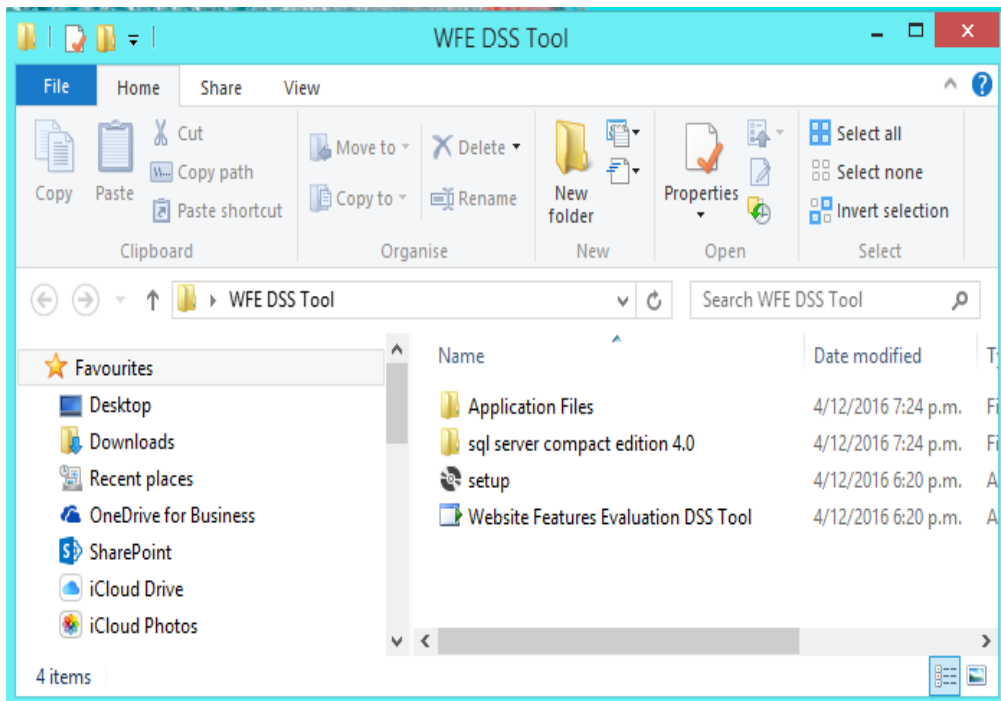 WFE DSS Tool
File Home Share View
Copy
Paste
Cut
Copy path
Paste shortcut
Clipboard
Move to
Copy to
Delete
Rename
Organise
New folder
New
Properties
Open
Select all
Select none
Invert selection
Select
WFE DSS Tool
Search WFE DSS Tool
Favourites
Desktop
Downloads
Recent places
OneDrive for Business
SharePoint
iCloud Drive
iCloud Photos
Name Date modified
Application Files 4/12/2016 7:24 p.m. Fi
sql server compact edition 4.0 4/12/2016 7:24 p.m. Fi
setup 4/12/2016 6:20 p.m. A
Website Features Evaluation DSS Tool 4/12/2016 6:20 p.m. A
4 items